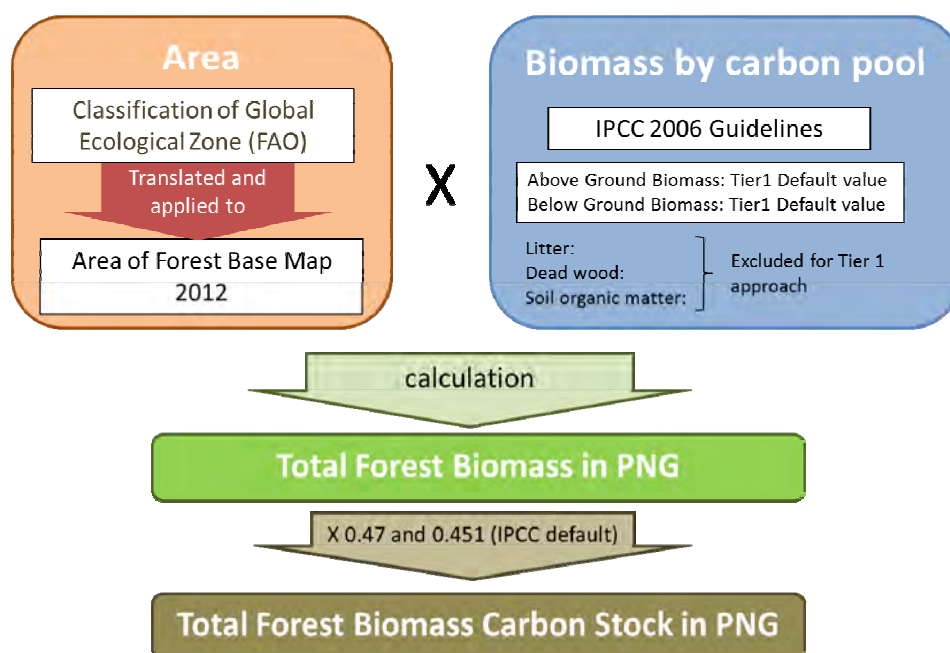 Area
Classification of Global
Ecological Zone (FAO)
Translated and
applied to
Area of Forest Base Map
2012
X
Biomass by carbon pool
IPCC 2006 Guidelines
Above Ground Biomass: Tier1 Default value
Below Ground Biomass: Tier1 Default value
Litter:
Dead wood:
Soil organic matter:
Excluded for Tier 1
approach
calculation
Total Forest Biomass in PNG
X 0.47 and 0.451 (IPCC default)
Total Forest Biomass Carbon Stock in PNG